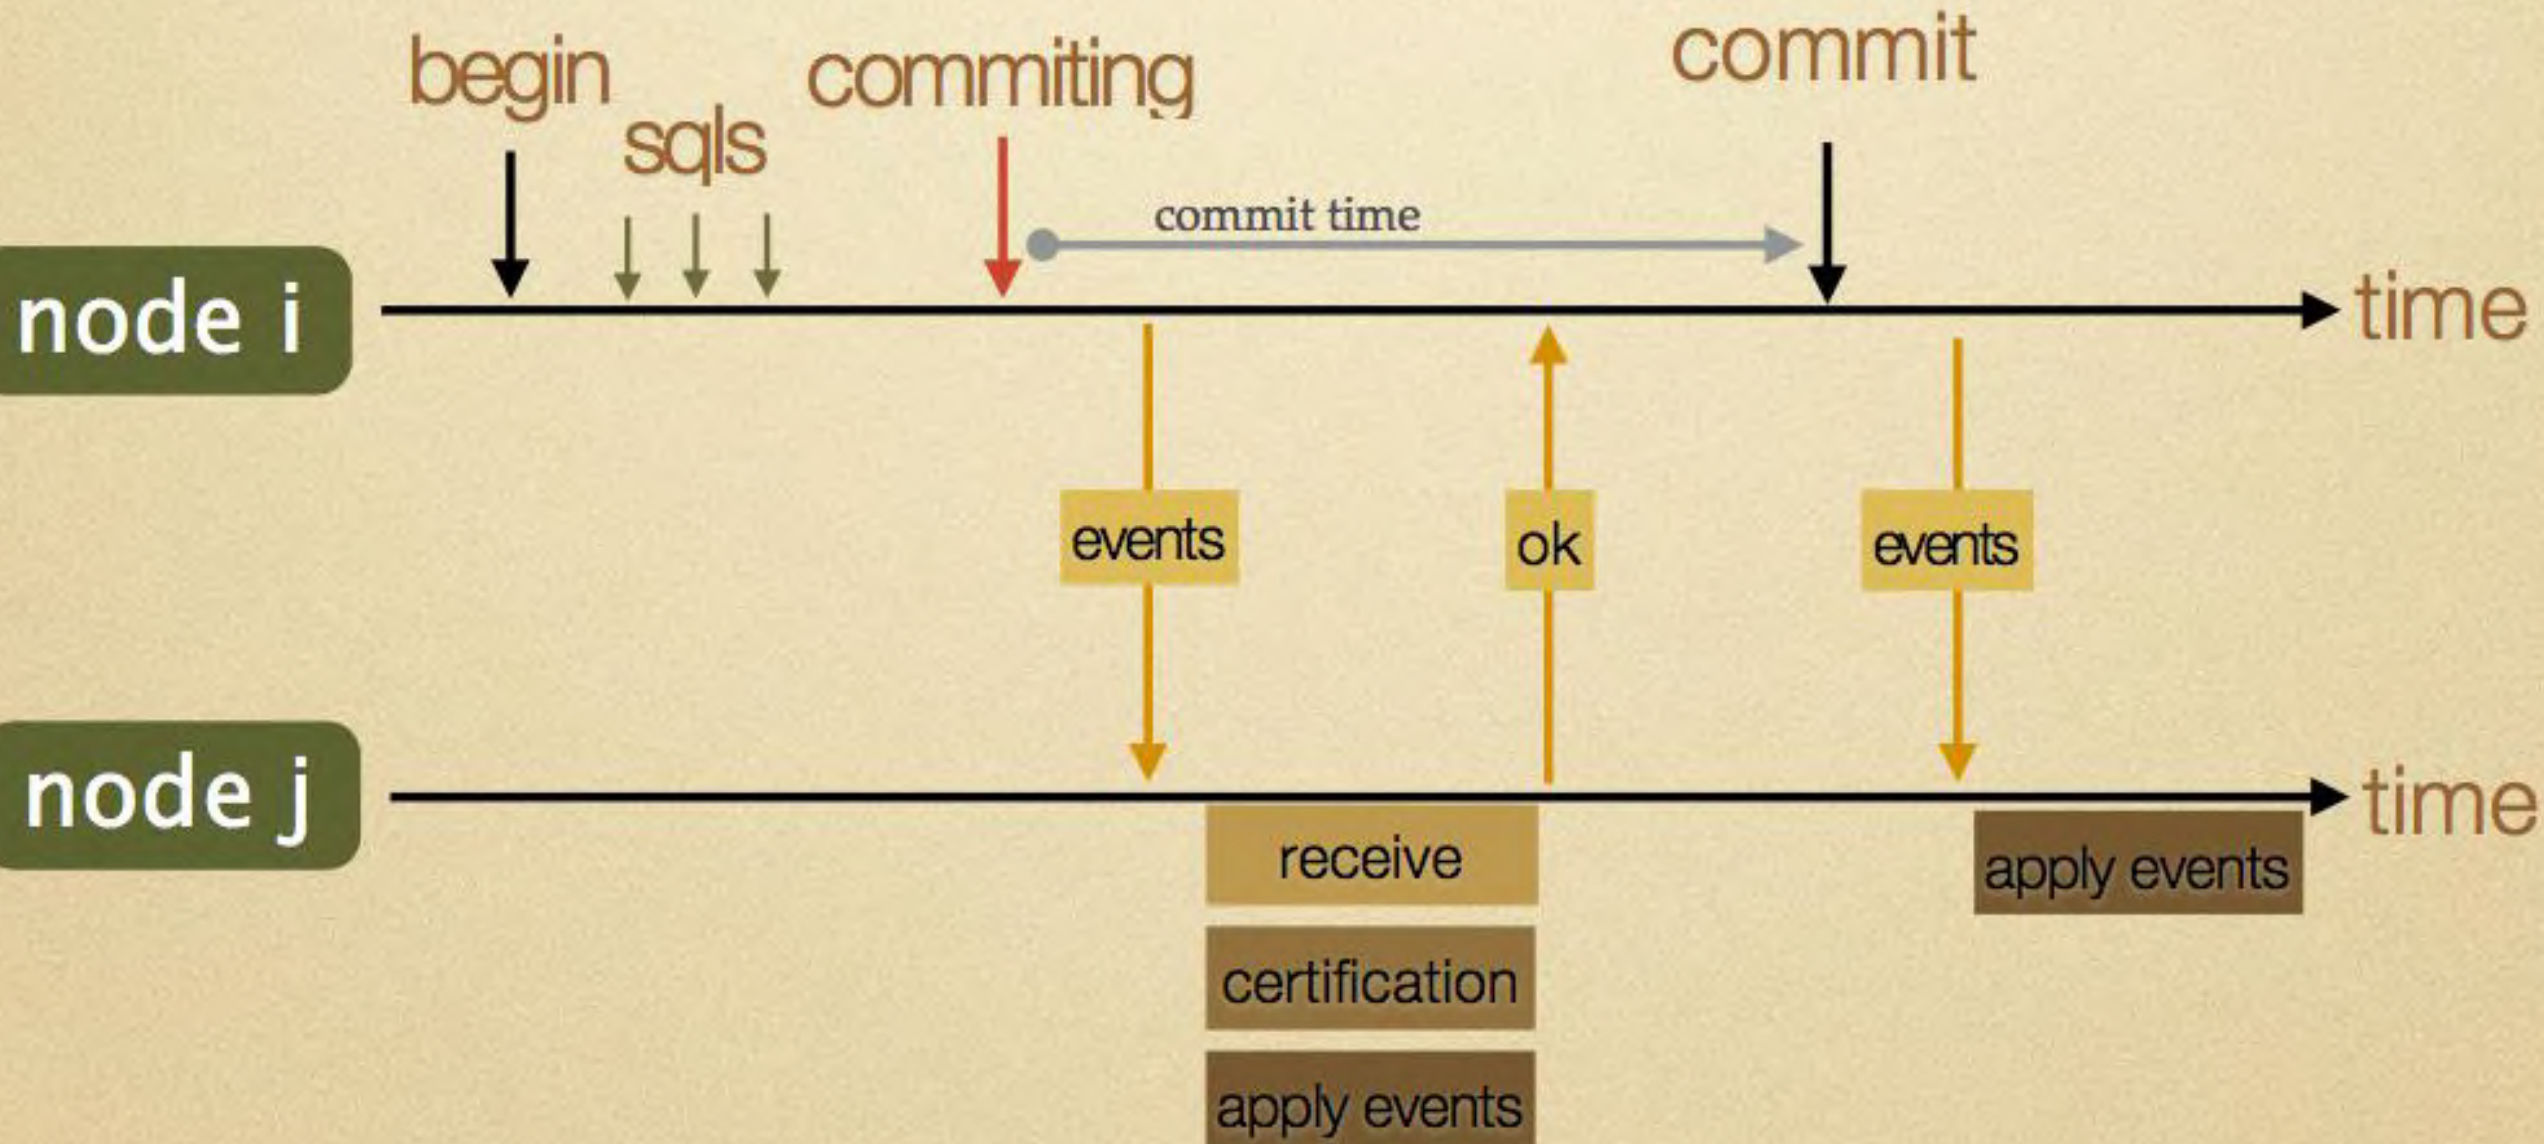 begin
sqls
commiting
commit
commit time
node i
time
events
ok
events
node j
time
receive
apply events
certification
apply events